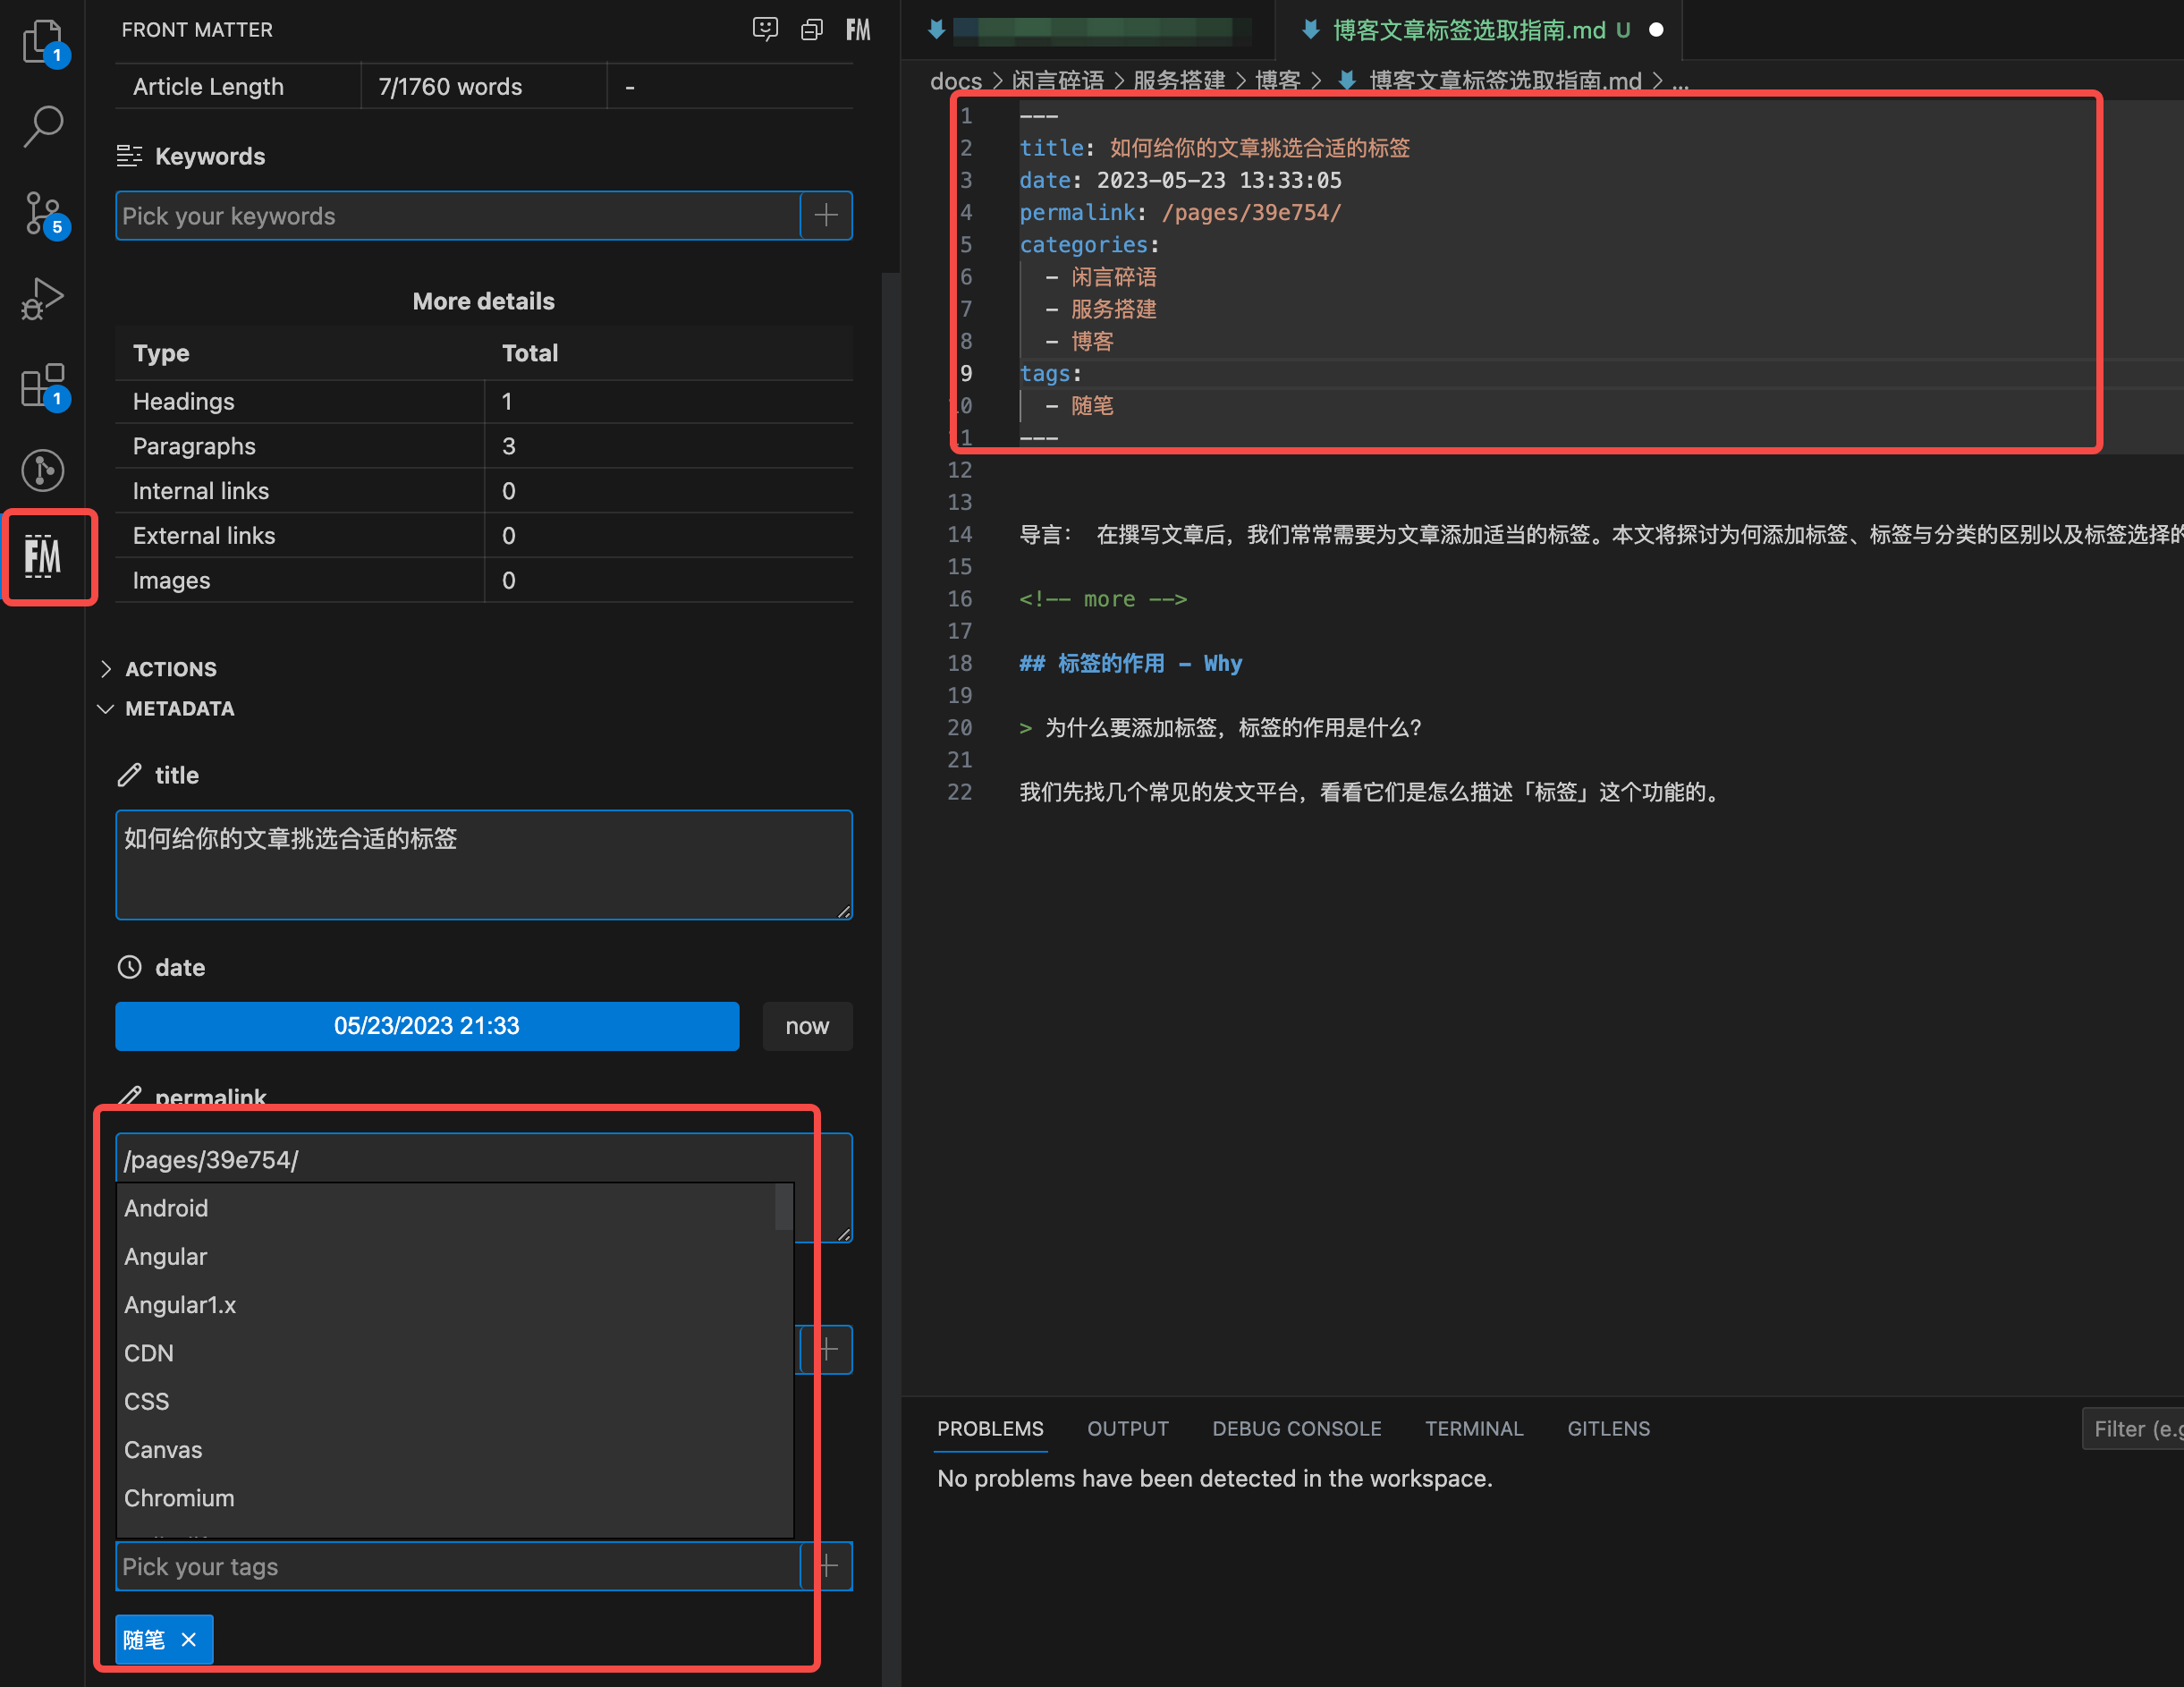 FRONT MATTER
FM
Article Length 7/1760 words -
Keywords
Pick your keywords
More details
Type Total
Headings 1
Paragraphs 3
Internal links 0
External links 0
Images 0
1
5
1
FM
ACTIONS
METADATA
title
如何给你的文章挑选合适的标签
date
05/23/2023 21:33 now
permalink
/pages/39e754/
Android
Angular
Angular1.x
CDN
CSS
Canvas
Chromium
Pick your tags
随笔 ×
博客文章标签选取指南.md U
docs > 闲言碎语 > 服务搭建 > 博客 > 博客文章标签选取指南.md > ...
1 ---
2 title: 如何给你的文章挑选合适的标签
3 date: 2023-05-23 13:33:05
4 permalink: /pages/39e754/
5 categories:
6 - 闲言碎语
7 - 服务搭建
8 - 博客
9 tags:
10 - 随笔
11 ---
12
13
14 导言： 在撰写文章后，我们常常需要为文章添加适当的标签。本文将探讨为何添加标签、标签与分类的区别以及标签选择的
15
16 <!-- more -->
17
18 ## 标签的作用 - Why
19
20 > 为什么要添加标签，标签的作用是什么？
21
22 我们先找几个常见的发文平台，看看它们是怎么描述「标签」这个功能的。
PROBLEMS OUTPUT DEBUG CONSOLE TERMINAL GITLENS
Filter (e.g
No problems have been detected in the workspace.